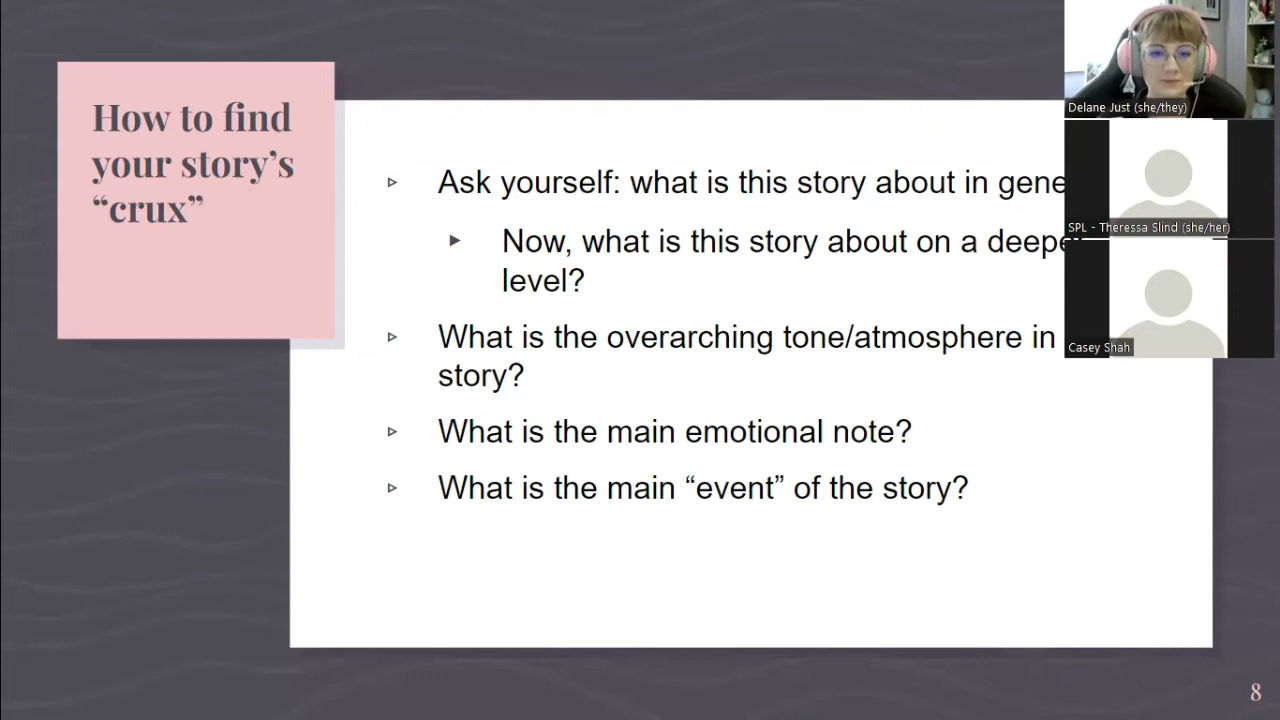 How to find
your story’s
“crux”
Ask yourself: what is this story about in gene
Now, what is this story about on a deepe
level?
What is the overarching tone/atmosphere in
story?
What is the main emotional note?
What is the main “event” of the story?
Delane Just (she/they)
SPL - Theressa Slind (she/her)
Casey Shah
8